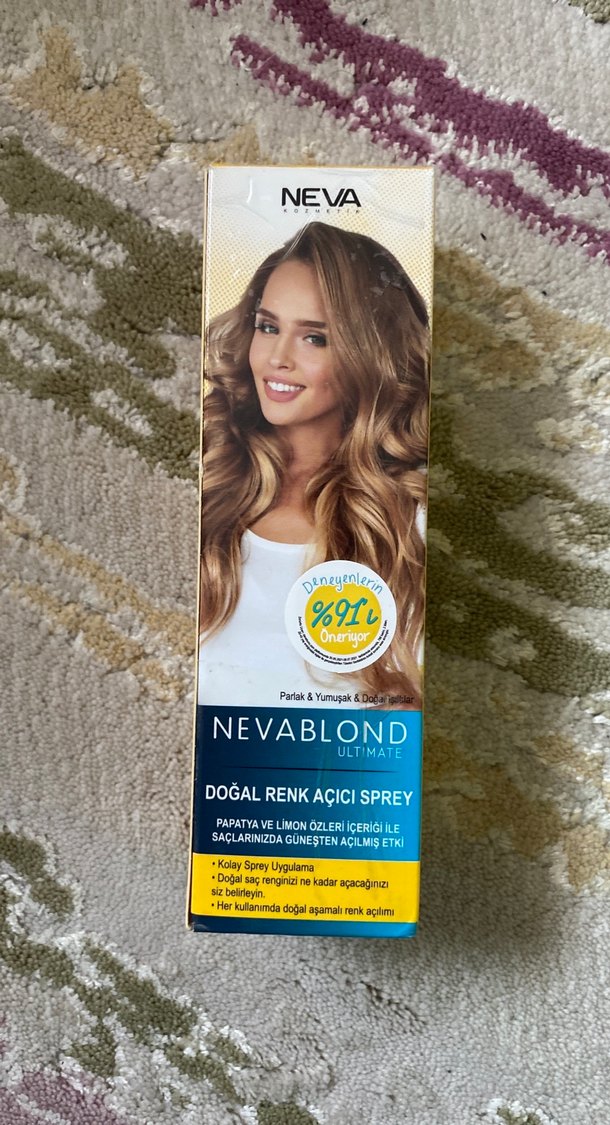 NEVA
KOZMETİK
Deneyenlerin
%91'i
Öneriyor
Parlak & Yumuşak & Doğal Işıltılar
NEVABLOND
ULTIMATE
DOĞAL RENK AÇICI SPREY
PAPATYA VE LİMON ÖZLERİ İÇERİĞİ İLE
SAÇLARINIZDA GÜNEŞTEN AÇILMIŞ ETKİ
• Kolay Sprey Uygulama
• Doğal saç renginizi ne kadar açacağınızı
siz belirleyin.
• Her kullanımda doğal aşamalı renk açılımı